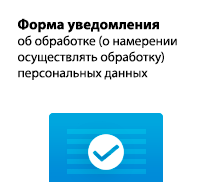 Форма уведомления
об обработке (о намерении
осуществлять обработку)
персональных данных